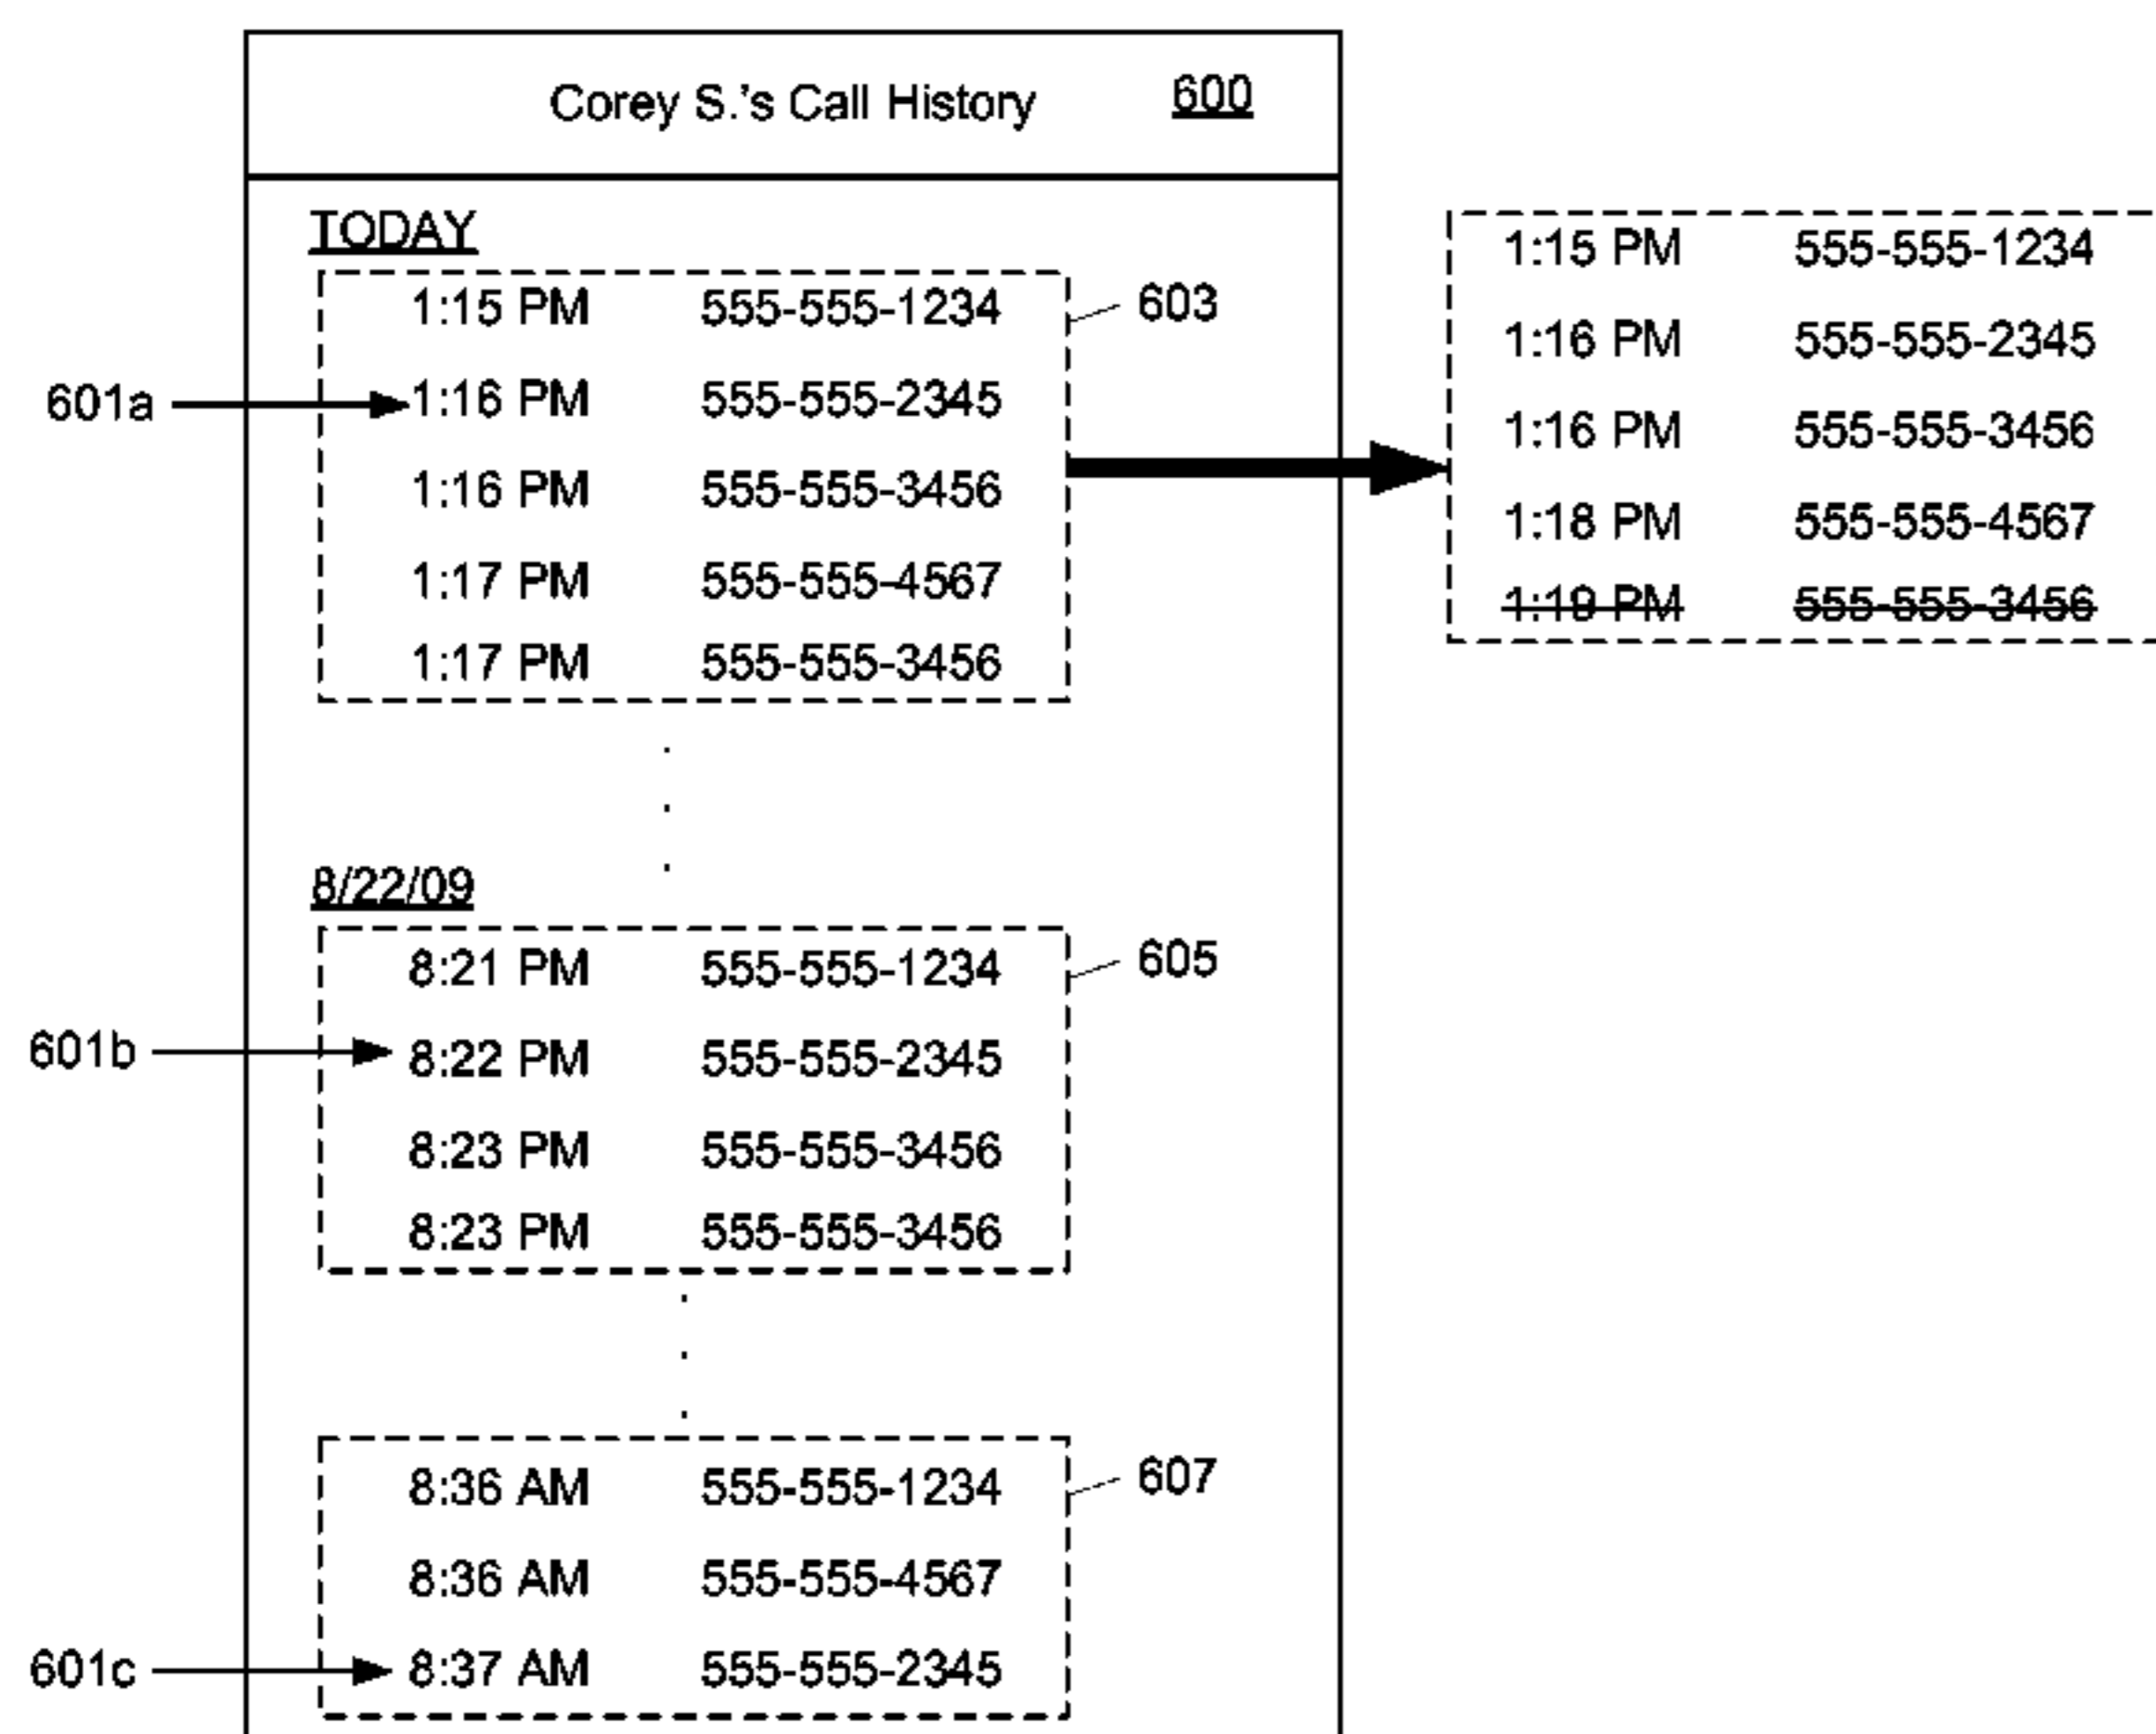 Corey S.'s Call History 600
TODAY
1:15 PM 555-555-1234 603
601a 1:16 PM 555-555-2345
1:16 PM 555-555-3456
1:17 PM 555-555-4567
1:17 PM 555-555-3456
1:15 PM 555-555-1234
1:16 PM 555-555-2345
1:16 PM 555-555-3456
1:18 PM 555-555-4567
1:19 PM 555-555-3456
8/22/09
8:21 PM 555-555-1234 605
601b 8:22 PM 555-555-2345
8:23 PM 555-555-3456
8:23 PM 555-555-3456
8:36 AM 555-555-1234 607
8:36 AM 555-555-4567
601c 8:37 AM 555-555-2345